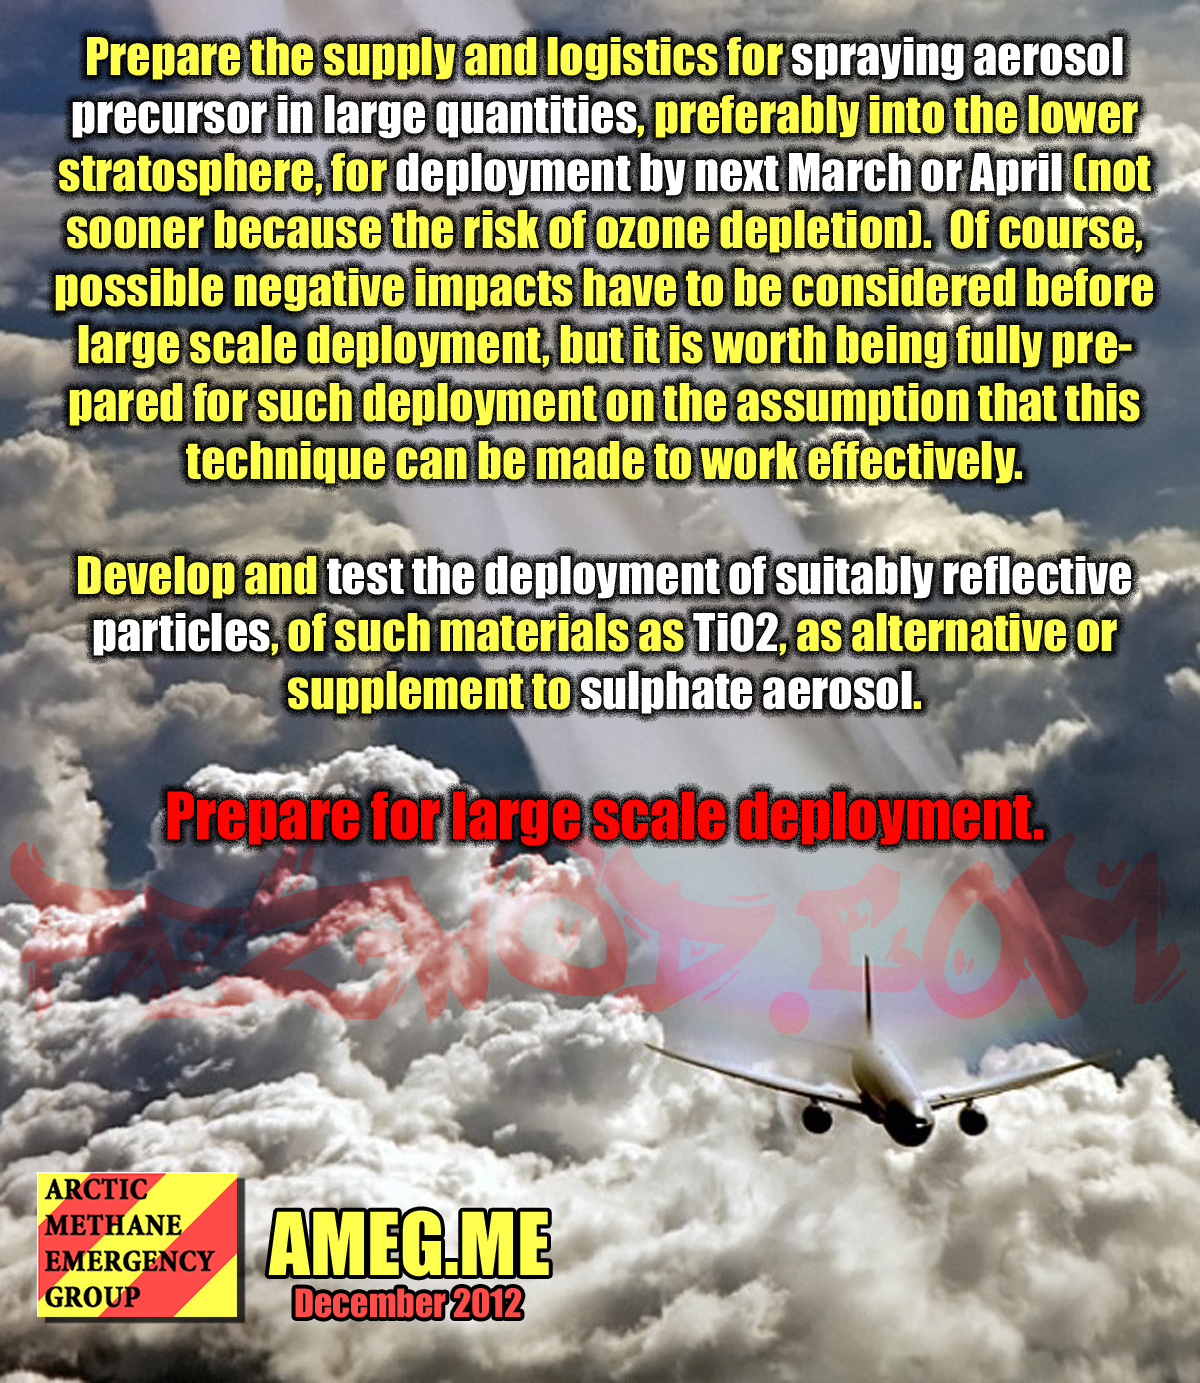 Prepare the supply and logistics for spraying aerosol
precursor in large quantities, preferably into the lower
stratosphere, for deployment by next March or April (not
sooner because the risk of ozone depletion).  Of course,
possible negative impacts have to be considered before
large scale deployment, but it is worth being fully pre-
pared for such deployment on the assumption that this
technique can be made to work effectively.
Develop and test the deployment of suitably reflective
particles, of such materials as TiO2, as alternative or
supplement to sulphate aerosol.
Prepare for large scale deployment.
ARCTIC
METHANE
EMERGENCY
GROUP
AMEG.ME
December 2012